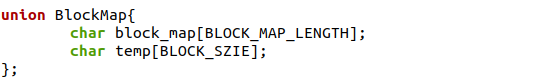 union BlockMap{
        char block_map[BLOCK_MAP_LENGTH];
        char temp[BLOCK_SZIE];
};